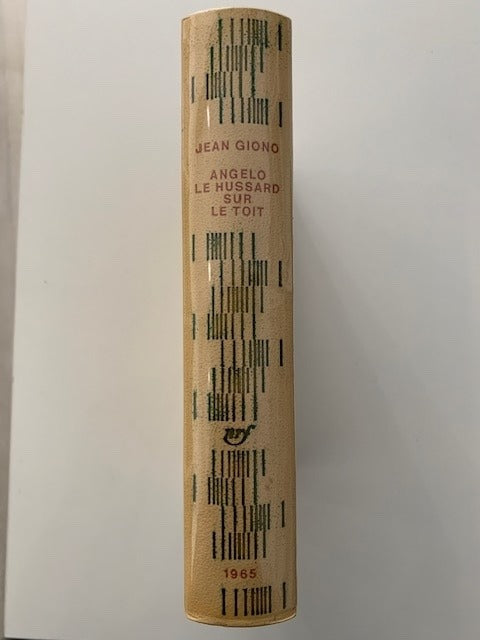 JEAN GIONO
ANGELO
LE HUSSARD
SUR
LE TOIT
nrf
1965